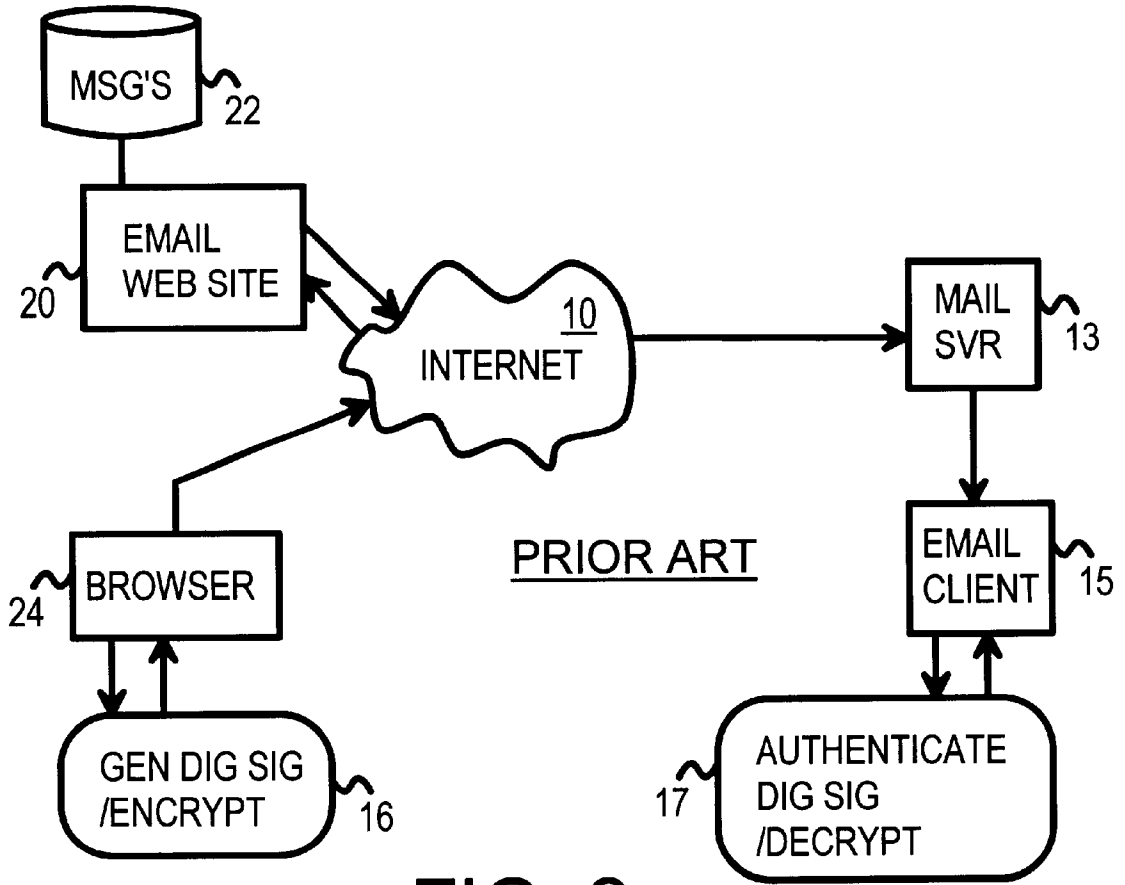 MSG'S
22
EMAIL
WEB SITE
20
10
INTERNET
MAIL
SVR
13
BROWSER
24
PRIOR ART
EMAIL
CLIENT
15
GEN DIG SIG
/ENCRYPT
16
AUTHENTICATE
DIG SIG
/DECRYPT
17